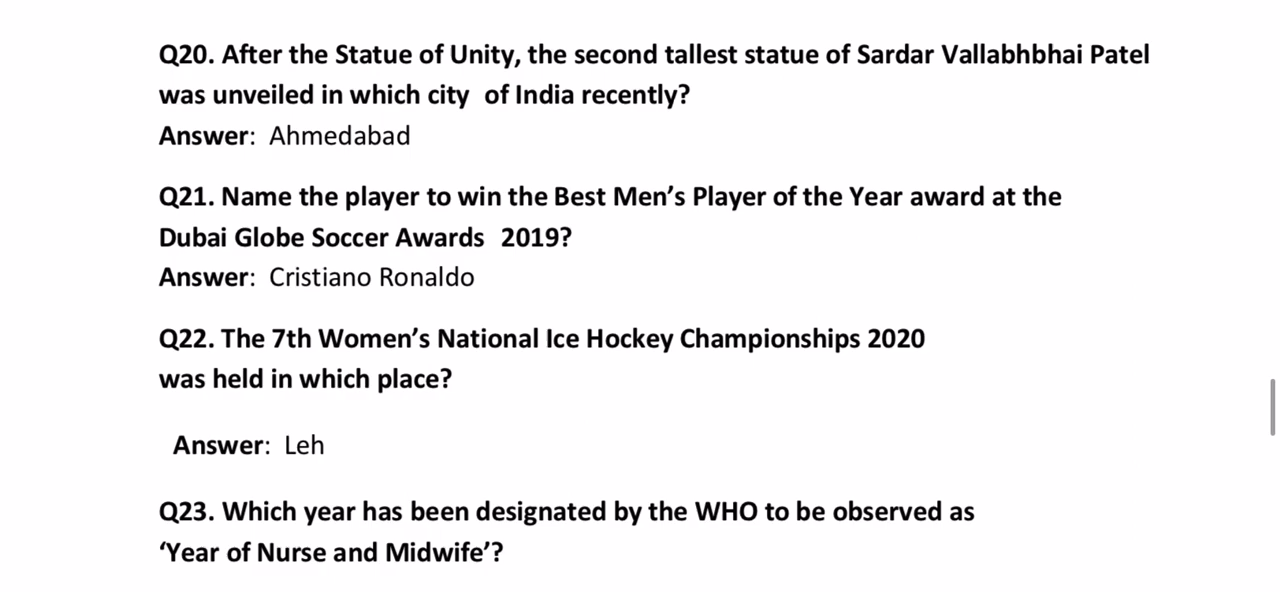 Q20. After the Statue of Unity, the second tallest statue of Sardar Vallabhbhai Patel
was unveiled in which city  of India recently?
Answer:  Ahmedabad
Q21. Name the player to win the Best Men’s Player of the Year award at the
Dubai Globe Soccer Awards  2019?
Answer:  Cristiano Ronaldo
Q22. The 7th Women’s National Ice Hockey Championships 2020
was held in which place?
Answer:  Leh
Q23. Which year has been designated by the WHO to be observed as
‘Year of Nurse and Midwife’?